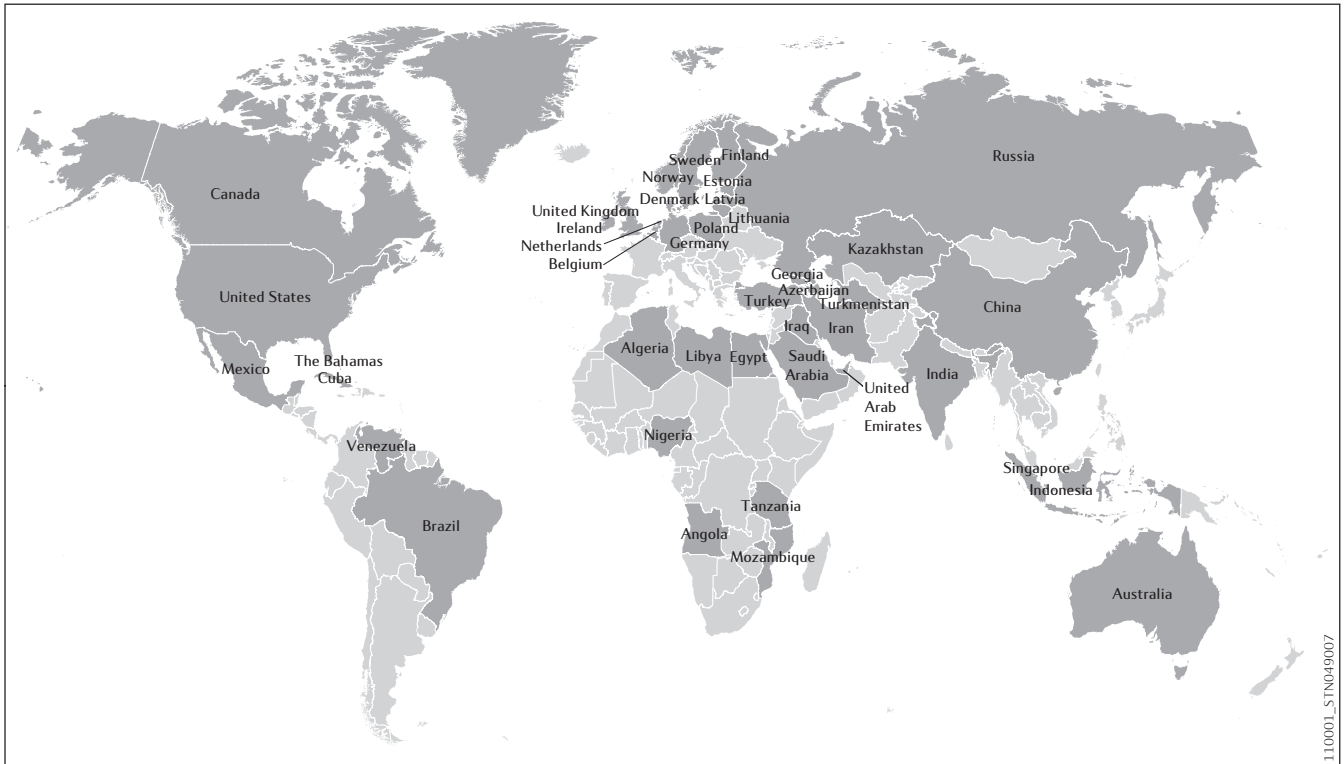 Canada
United States
Mexico
The Bahamas
Cuba
Venezuela
Brazil
Sweden
Finland
Norway
Estonia
Denmark
Latvia
United Kingdom
Lithuania
Ireland
Poland
Netherlands
Germany
Belgium
Russia
Kazakhstan
Georgia
Azerbaijan
Turkey
Turkmenistan
China
Iraq
Iran
Algeria
Libya
Egypt
Saudi
Arabia
India
United
Arab
Emirates
Nigeria
Singapore
Indonesia
Tanzania
Angola
Mozambique
Australia
110001_STN049007